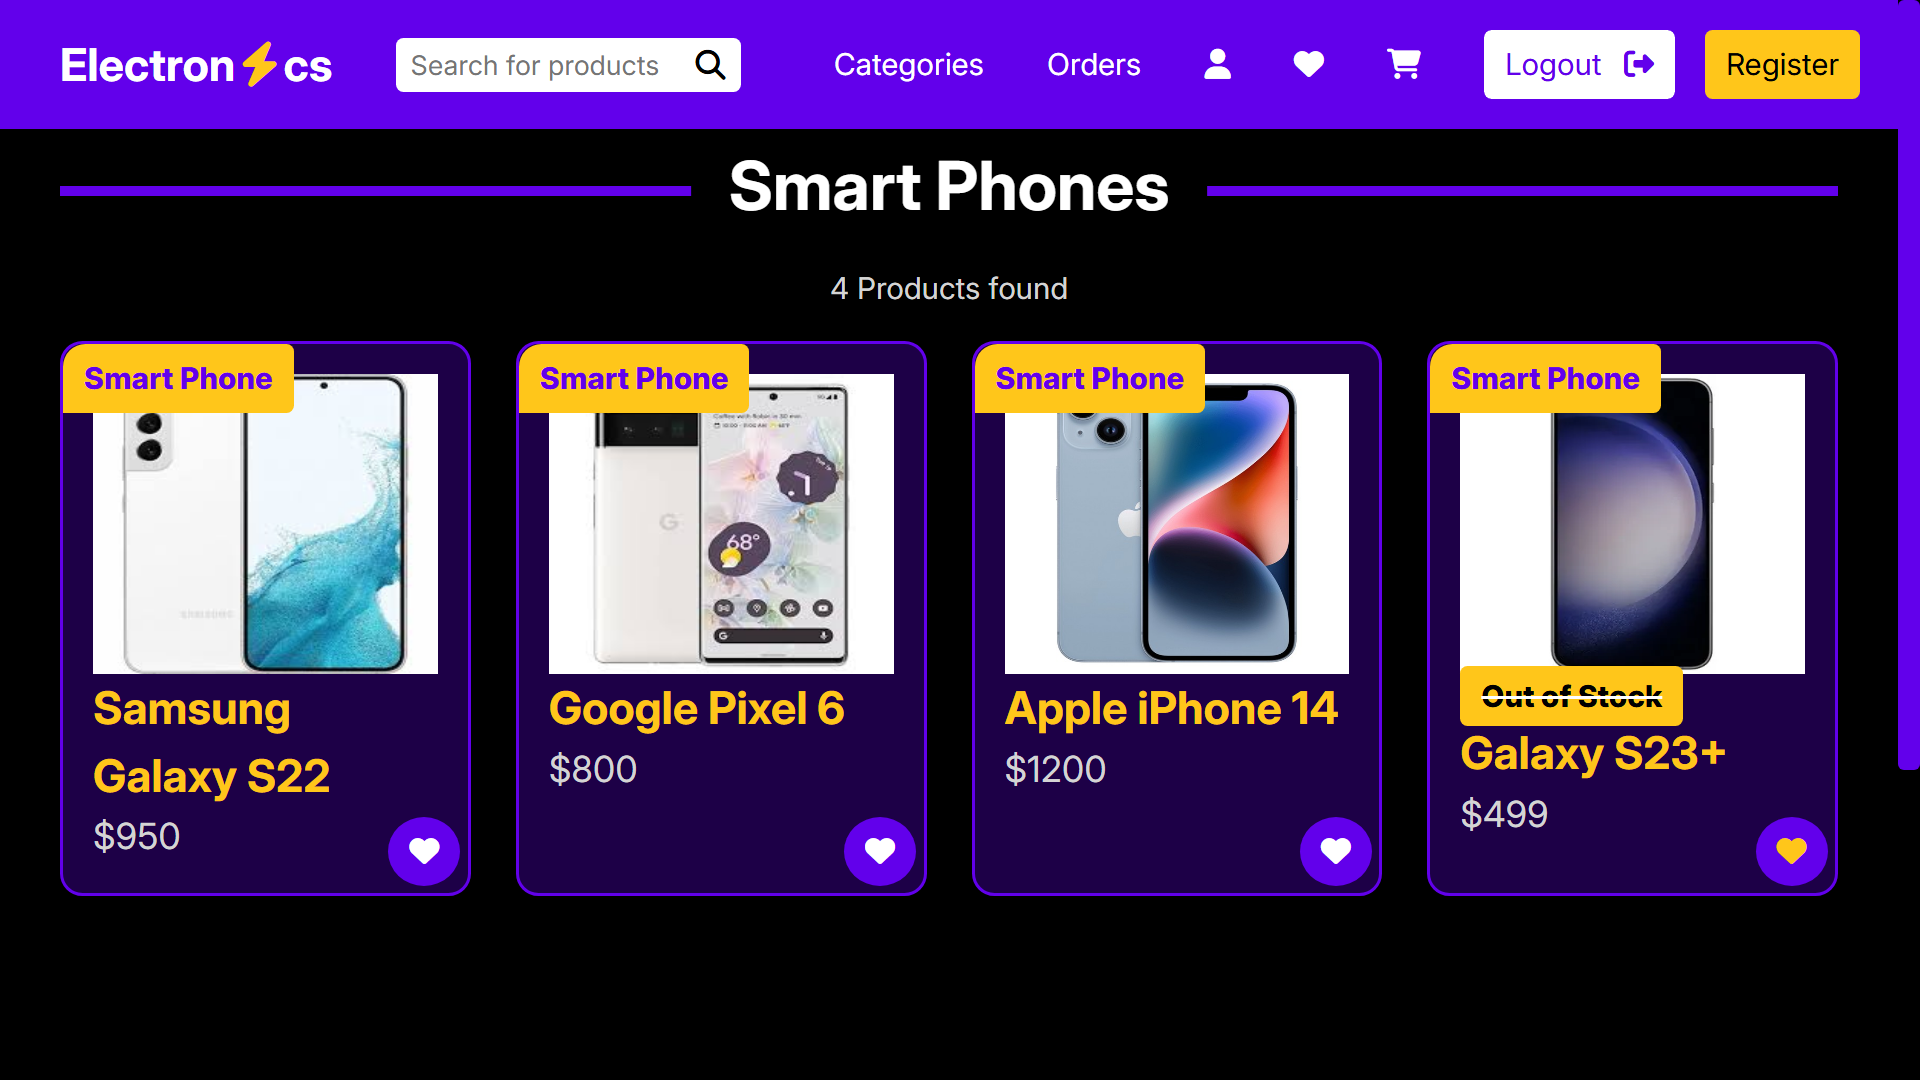 Electron cs
Search for products
Categories
Orders
Logout
Register
Smart Phones
4 Products found
Smart Phone
SAMSUNG
Samsung
Galaxy S22
$950
Smart Phone
G
68°
G
Google Pixel 6
$800
Smart Phone
Apple iPhone 14
$1200
Smart Phone
Out of Stock
Galaxy S23+
$499